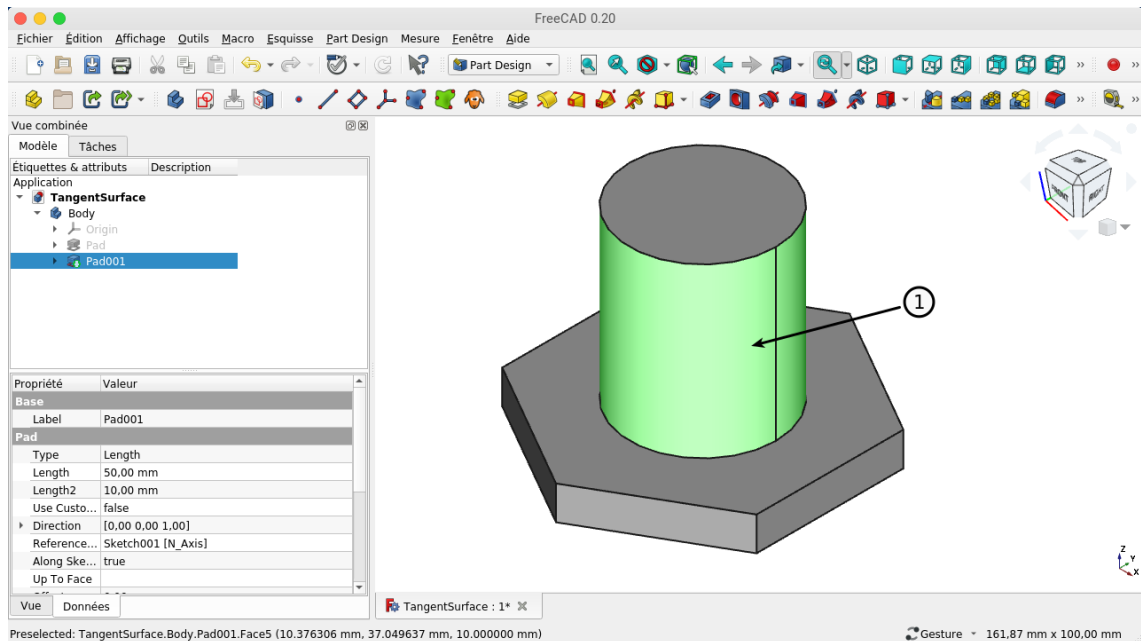 FreeCAD 0.20
Fichier Édition Affichage Outils Macro Esquisse Part Design Mesure Fenêtre Aide
Part Design
Vue combinée
Modèle Tâches
Étiquettes & attributs Description
Application
TangentSurface
Body
Origin
Pad
Pad001
Propriété Valeur
Base
Label Pad001
Pad
Type Length
Length 50,00 mm
Length2 10,00 mm
Use Custo... false
Direction [0,00 0,00 1,00]
Reference... Sketch001 [N_Axis]
Along Ske... true
Up To Face
Vue Données
1
FRONT
RIGHT
Z
Y
X
TangentSurface : 1*
Preselected: TangentSurface.Body.Pad001.Face5 (10.376306 mm, 37.049637 mm, 10.000000 mm)
Gesture 161,87 mm x 100,00 mm